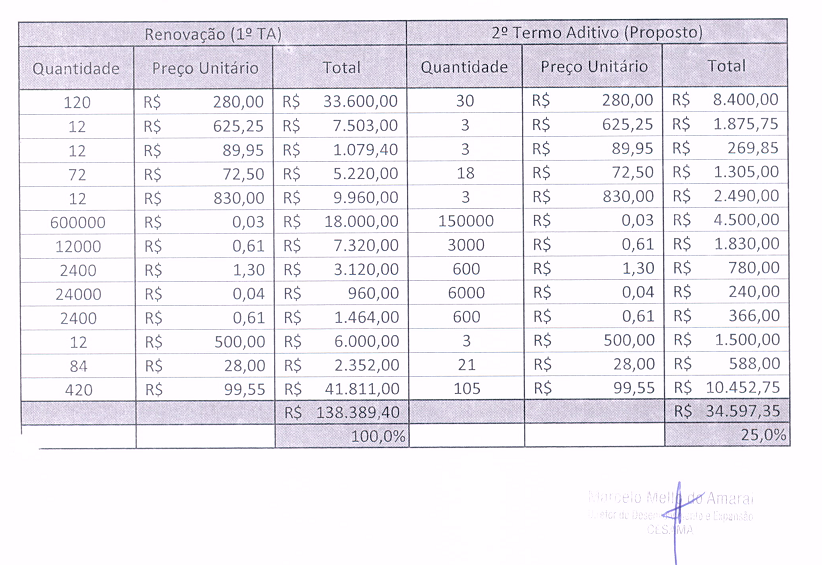 Renovação (1º TA) 2º Termo Aditivo (Proposto)
Quantidade Preço Unitário Total Quantidade Preço Unitário Total
120 R$ 280,00 R$ 33.600,00 30 R$ 280,00 R$ 8.400,00
12 R$ 625,25 R$ 7.503,00 3 R$ 625,25 R$ 1.875,75
12 R$ 89,95 R$ 1.079,40 3 R$ 89,95 R$ 269,85
72 R$ 72,50 R$ 5.220,00 18 R$ 72,50 R$ 1.305,00
12 R$ 830,00 R$ 9.960,00 3 R$ 830,00 R$ 2.490,00
600000 R$ 0,03 R$ 18.000,00 150000 R$ 0,03 R$ 4.500,00
12000 R$ 0,61 R$ 7.320,00 3000 R$ 0,61 R$ 1.830,00
2400 R$ 1,30 R$ 3.120,00 600 R$ 1,30 R$ 780,00
24000 R$ 0,04 R$ 960,00 6000 R$ 0,04 R$ 240,00
2400 R$ 0,61 R$ 1.464,00 600 R$ 0,61 R$ 366,00
12 R$ 500,00 R$ 6.000,00 3 R$ 500,00 R$ 1.500,00
84 R$ 28,00 R$ 2.352,00 21 R$ 28,00 R$ 588,00
420 R$ 99,55 R$ 41.811,00 105 R$ 99,55 R$ 10.452,75
R$ 138.389,40 R$ 34.597,35
100,0% 25,0%
Marcelo Mello do Amaral
e Expansão